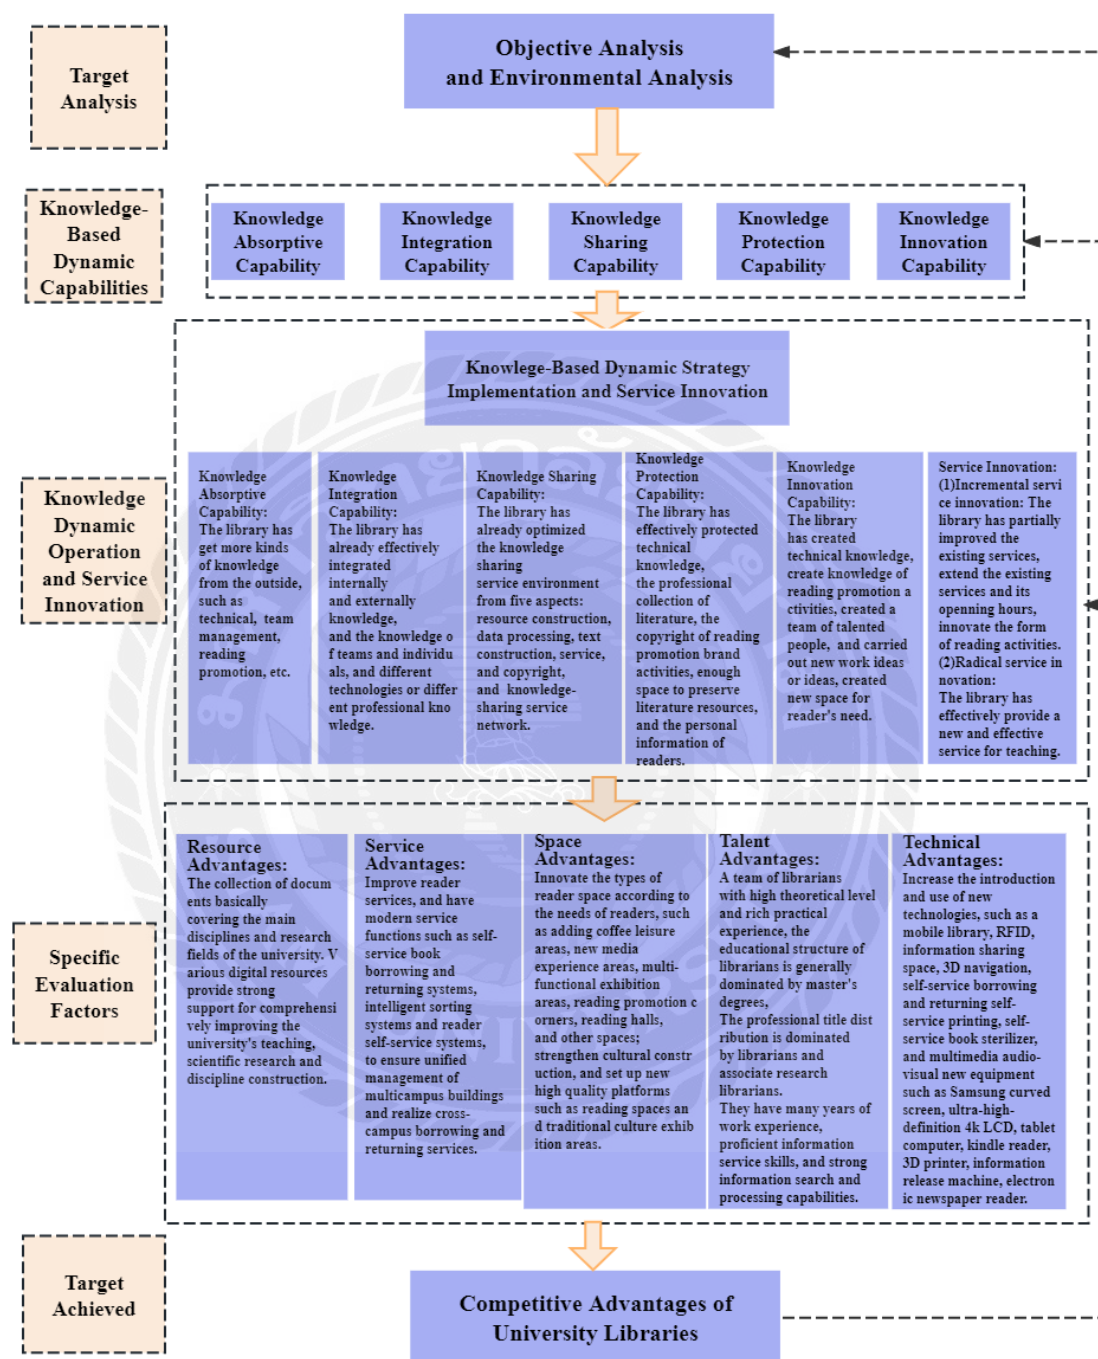 Target
Analysis
Objective Analysis
and Environmental Analysis
Knowledge-
Based
Dynamic
Capabilities
Knowledge
Absorptive
Capability
Knowledge
Integration
Capability
Knowledge
Sharing
Capability
Knowledge
Protection
Capability
Knowledge
Innovation
Capability
Knowledge
Dynamic
Operation
and Service
Innovation
Knowlege-Based Dynamic Strategy
Implementation and Service Innovation
Knowledge
Absorptive
Capability:
The library has
get more kinds
of knowledge
from the outside,
such as
technical, team
management,
reading
promotion, etc.
Knowledge
Integration
Capability:
The library has
already effectively
integrated
internally
and externally
knowledge,
and the knowledge o
f teams and individu
als, and different
technologies or differ
ent professional kno
wledge.
Knowledge Sharing
Capability:
The library has
already optimized
the knowledge
sharing
service environment
from five aspects:
resource construction,
data processing, text
construction, service,
and copyright,
and knowledge-
sharing service
network.
Knowledge
Protection
Capability:
The library has
effectively protected
technical
knowledge,
the professional
collection of
literature, the
copyright of reading
promotion brand
activities, enough
space to preserve
literature resources,
and the personal
information of
readers.
Knowledge
Innovation
Capability:
The library
has created
technical knowledge,
create knowledge of
reading promotion a
ctivities, created a
team of talented
people, and carried
out new work ideas
or ideas, created
new space for
reader's need.
Service Innovation:
(1)Incremental servi
ce innovation: The
library has partially
improved the
existing services,
extend the existing
services and its
openning hours,
innovate the form
of reading activities.
(2)Radical service in
novation:
The library has
effectively provide a
new and effective
service for teaching.
Specific
Evaluation
Factors
Resource
Advantages:
The collection of docum
ents basically
covering the main
disciplines and research
fields of the university. V
arious digital resources
provide strong
support for comprehensi
vely improving the
university's teaching,
scientific research and
discipline construction.
Service
Advantages:
Improve reader
services, and have
modern service
functions such as self-
service book
borrowing and
returning systems,
intelligent sorting
systems and reader
self-service systems,
to ensure unified
management of
multicampus buildings
and realize cross-
campus borrowing and
returning services.
Space
Advantages:
Innovate the types of
reader space according to
the needs of readers, such
as adding coffee leisure
areas, new media
experience areas, multi-
functional exhibition
areas, reading promotion c
orners, reading halls,
and other spaces;
strengthen cultural constr
uction, and set up new
high quality platforms
such as reading spaces an
d traditional culture exhib
ition areas.
Talent
Advantages:
A team of librarians
with high theoretical level
and rich practical
experience, the
educational structure of
librarians is generally
dominated by master's
degrees,
The professional title dist
ribution is dominated
by librarians and
associate research
librarians.
They have many years of
work experience,
proficient information
service skills, and strong
information search and
processing capabilities.
Technical
Advantages:
Increase the introduction
and use of new
technologies, such as a
mobile library, RFID,
information sharing
space, 3D navigation,
self-service borrowing
and returning self-
service printing, self-
service book sterilizer,
and multimedia audio-
visual new equipment
such as Samsung curved
screen, ultra-high-
definition 4k LCD, tablet
computer, kindle reader,
3D printer, information
release machine, electron
ic newspaper reader.
Target
Achieved
Competitive Advantages of
University Libraries